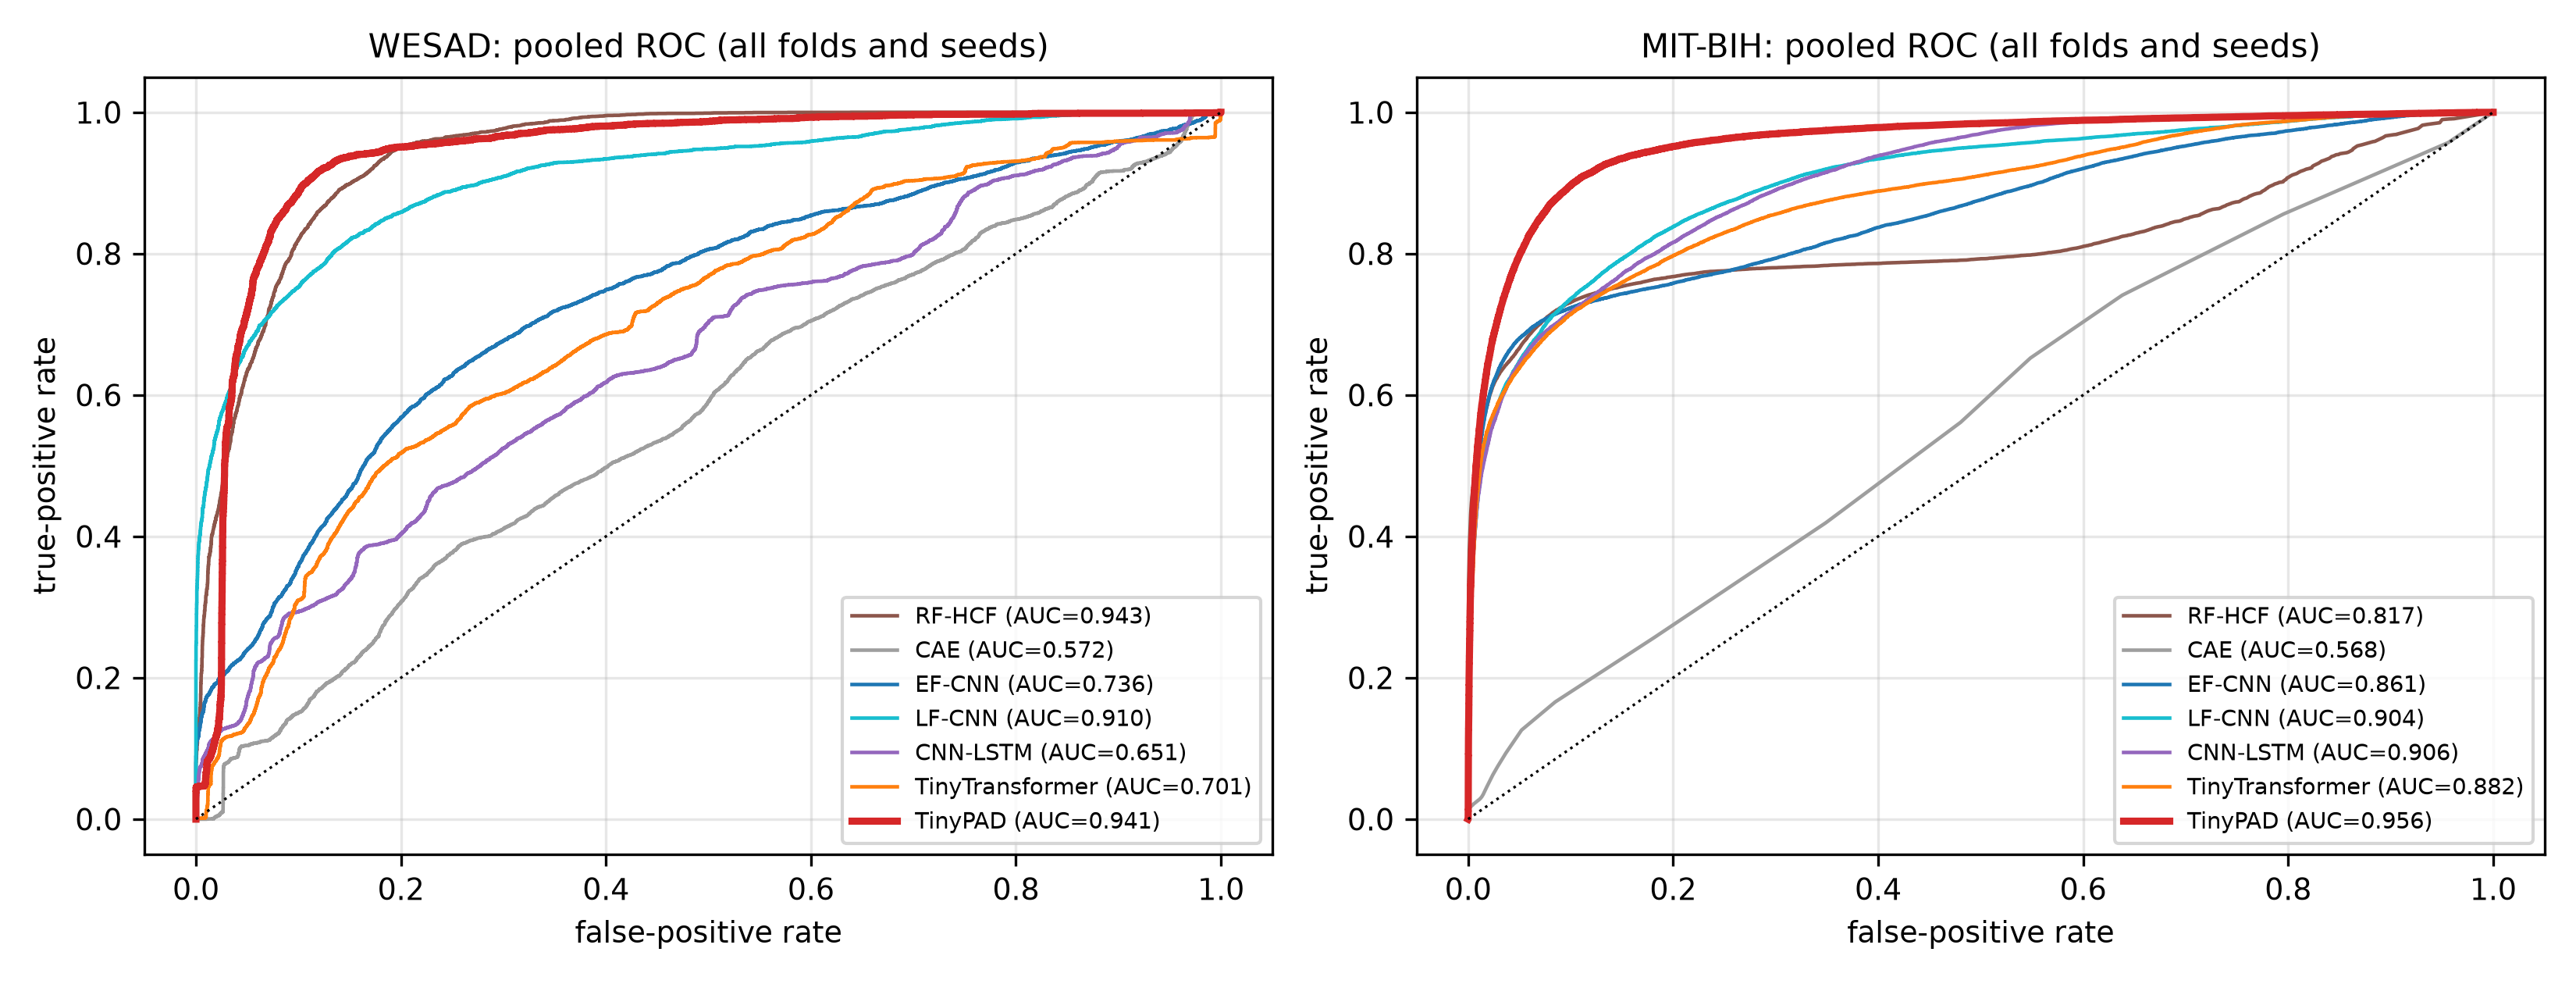 WESAD: pooled ROC (all folds and seeds)
true-positive rate
1.0
0.8
0.6
0.4
0.2
0.0
RF-HCF (AUC=0.943)
CAE (AUC=0.572)
EF-CNN (AUC=0.736)
LF-CNN (AUC=0.910)
CNN-LSTM (AUC=0.651)
TinyTransformer (AUC=0.701)
TinyPAD (AUC=0.941)
0.0 0.2 0.4 0.6 0.8 1.0
false-positive rate
MIT-BIH: pooled ROC (all folds and seeds)
true-positive rate
1.0
0.8
0.6
0.4
0.2
0.0
RF-HCF (AUC=0.817)
CAE (AUC=0.568)
EF-CNN (AUC=0.861)
LF-CNN (AUC=0.904)
CNN-LSTM (AUC=0.906)
TinyTransformer (AUC=0.882)
TinyPAD (AUC=0.956)
0.0 0.2 0.4 0.6 0.8 1.0
false-positive rate